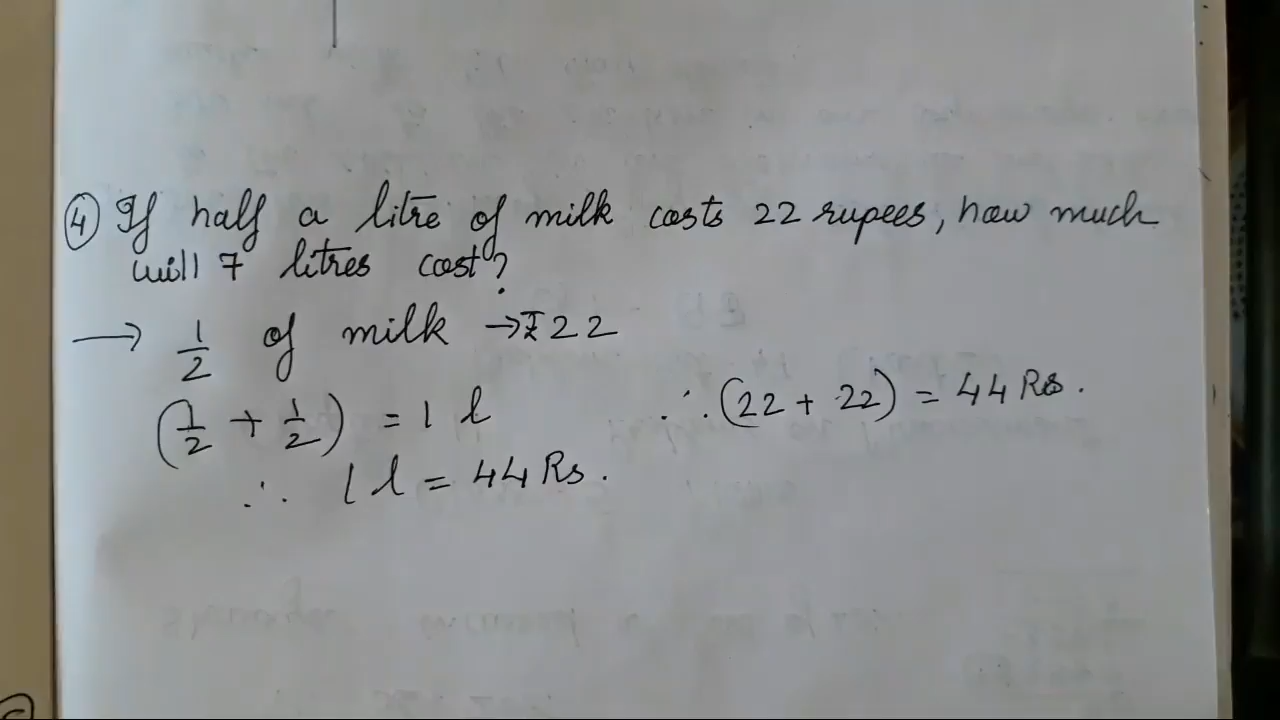 ④ If half a litre of milk costs 22 rupees, how much
will 7 litres cost?
→ 1/2 of milk → ₹22
(1/2 + 1/2) = 1 l ∴ (22 + 22) = 44 Rs.
∴ 1 l = 44 Rs.